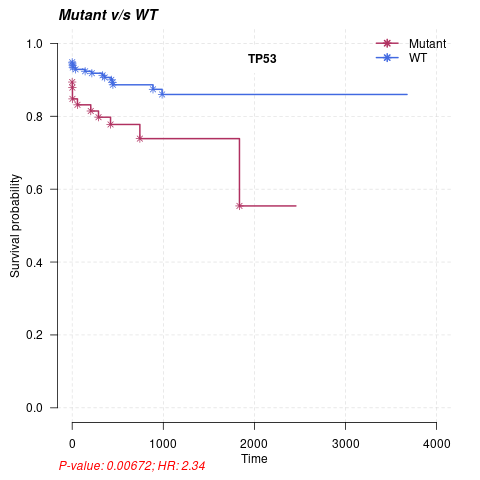 Mutant v/s WT
TP53
Mutant
WT
Survival probability
1.0
0.8
0.6
0.4
0.2
0.0
0 1000 2000 3000 4000
Time
P-value: 0.00672; HR: 2.34